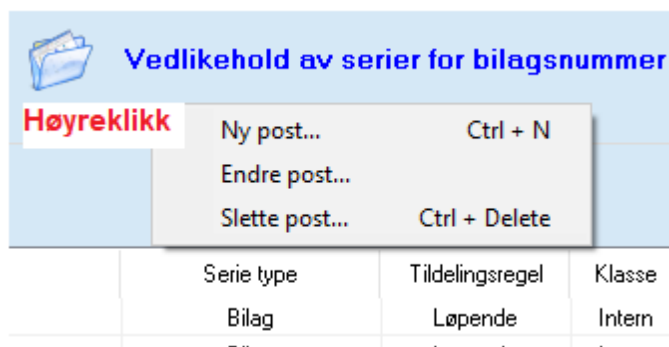 Vedlikehold av serier for bilagsnummer
Høyreklikk
Ny post... Ctrl + N
Endre post...
Slette post... Ctrl + Delete
Serie type Tildelingsregel Klasse
Bilag Løpende Intern